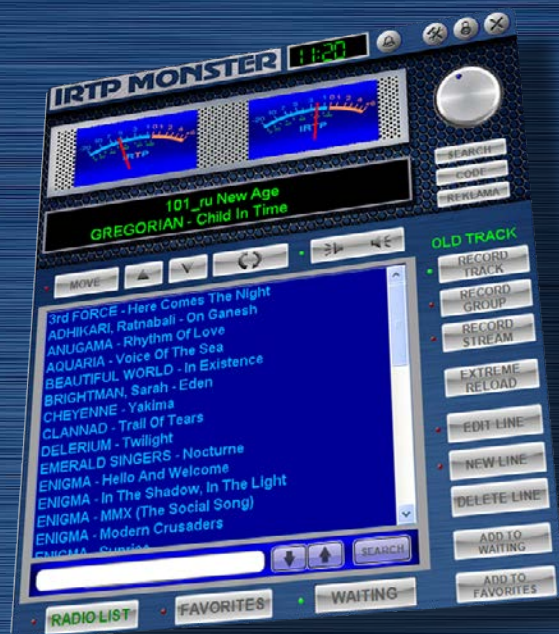 IRTP MONSTER
11:20
IRTP
IRTP
101_ru New Age
GREGORIAN - Child In Time
SEARCH
CODE
REKLAMA
MOVE
OLD TRACK
3rd FORCE - Here Comes The Night
ADHIKARI, Ratnabali - On Ganesh
ANUGAMA - Rhythm Of Love
AQUARIA - Voice Of The Sea
BEAUTIFUL WORLD - In Existence
BRIGHTMAN, Sarah - Eden
CHEYENNE - Yakima
CLANNAD - Trail Of Tears
DELERIUM - Twilight
EMERALD SINGERS - Nocturne
ENIGMA - Hello And Welcome
ENIGMA - In The Shadow, In The Light
ENIGMA - MMX (The Social Song)
ENIGMA - Modern Crusaders
ENIGMA - Sunrise
RECORD
TRACK
RECORD
GROUP
RECORD
STREAM
EXTREME
RELOAD
EDIT LINE
NEW LINE
DELETE LINE
ADD TO
WAITING
ADD TO
FAVORITES
SEARCH
RADIO LIST
FAVORITES
WAITING